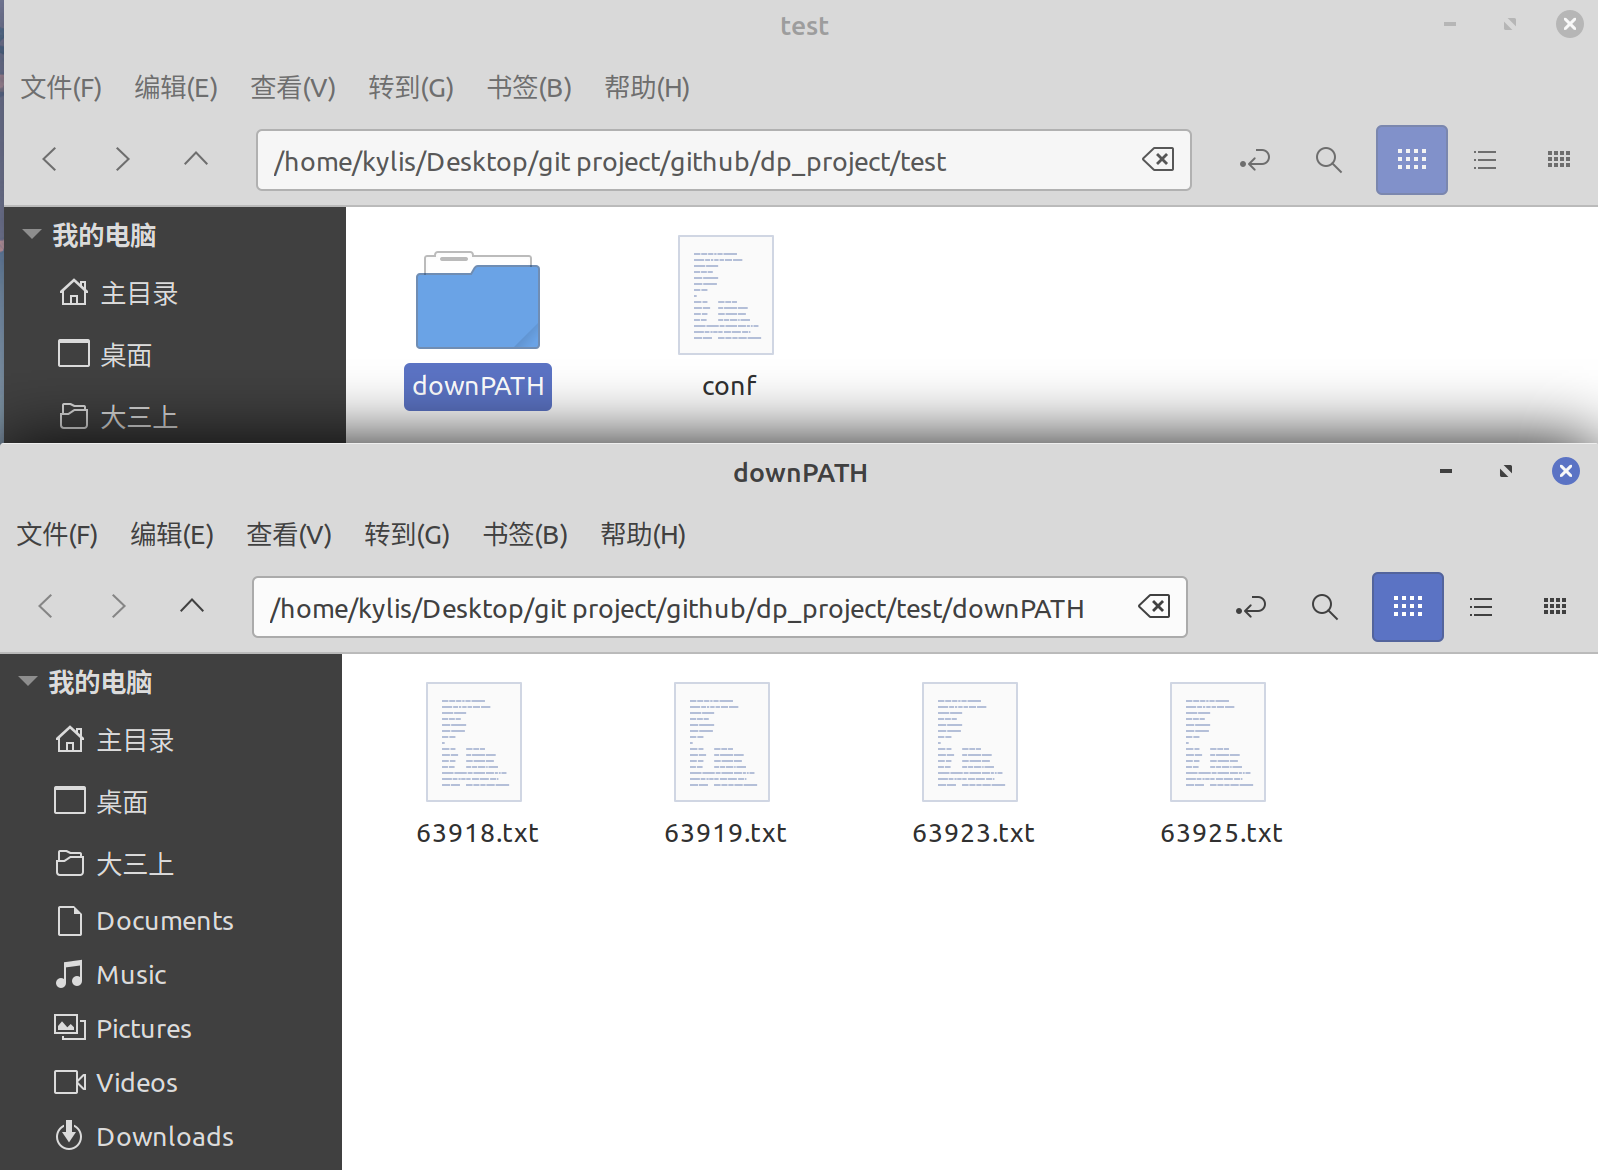 test
文件(F) 编辑(E) 查看(V) 转到(G) 书签(B) 帮助(H)
/home/kylis/Desktop/git project/github/dp_project/test
我的电脑
主目录
桌面
大三上
downPATH
conf
downPATH
文件(F) 编辑(E) 查看(V) 转到(G) 书签(B) 帮助(H)
/home/kylis/Desktop/git project/github/dp_project/test/downPATH
我的电脑
主目录
桌面
大三上
Documents
Music
Pictures
Videos
Downloads
63918.txt 63919.txt 63923.txt 63925.txt